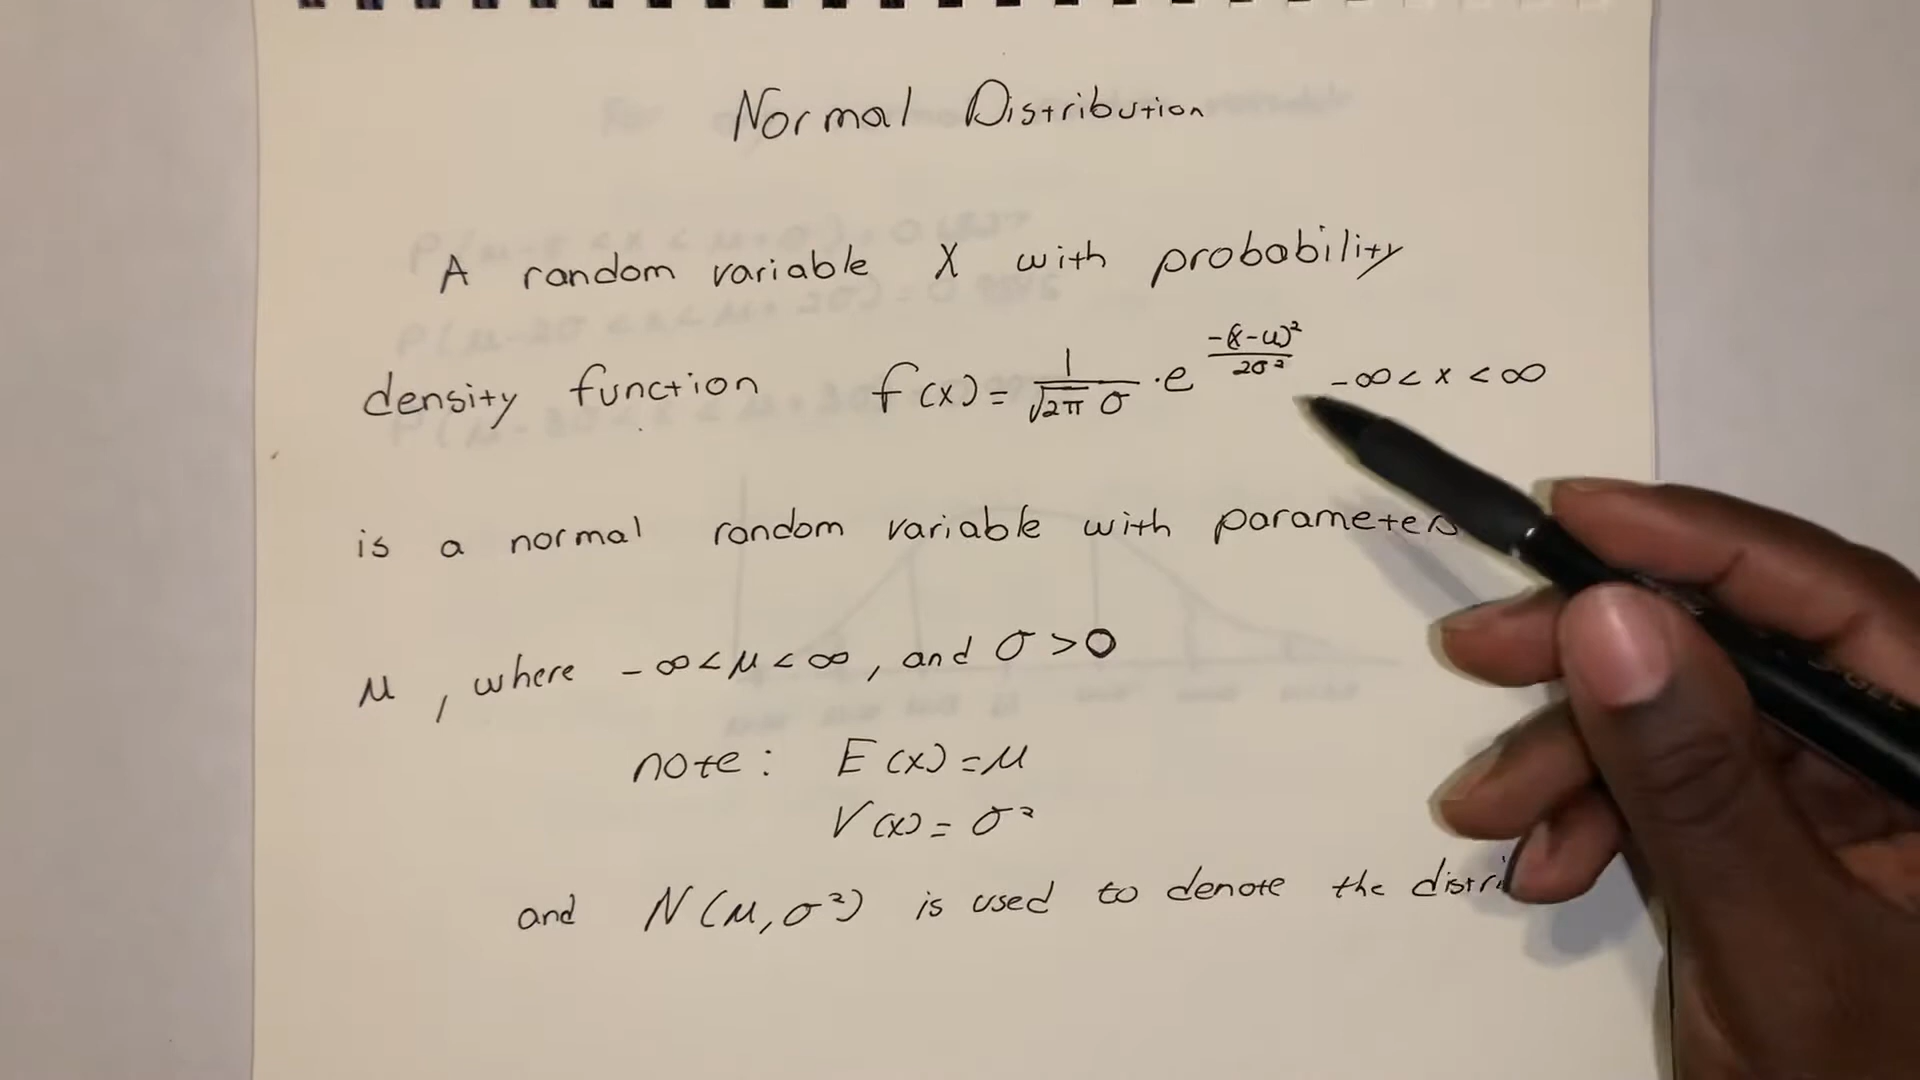 Normal Distribution
A random variable X with probability
density function f(x) = 1/(√2π σ) · e^(-(x-μ)²/2σ²) -∞ < x < ∞
is a normal random variable with parameters
μ , where -∞ < μ < ∞ , and σ > 0
note : E(x) = μ
V(x) = σ²
and N(μ, σ²) is used to denote the